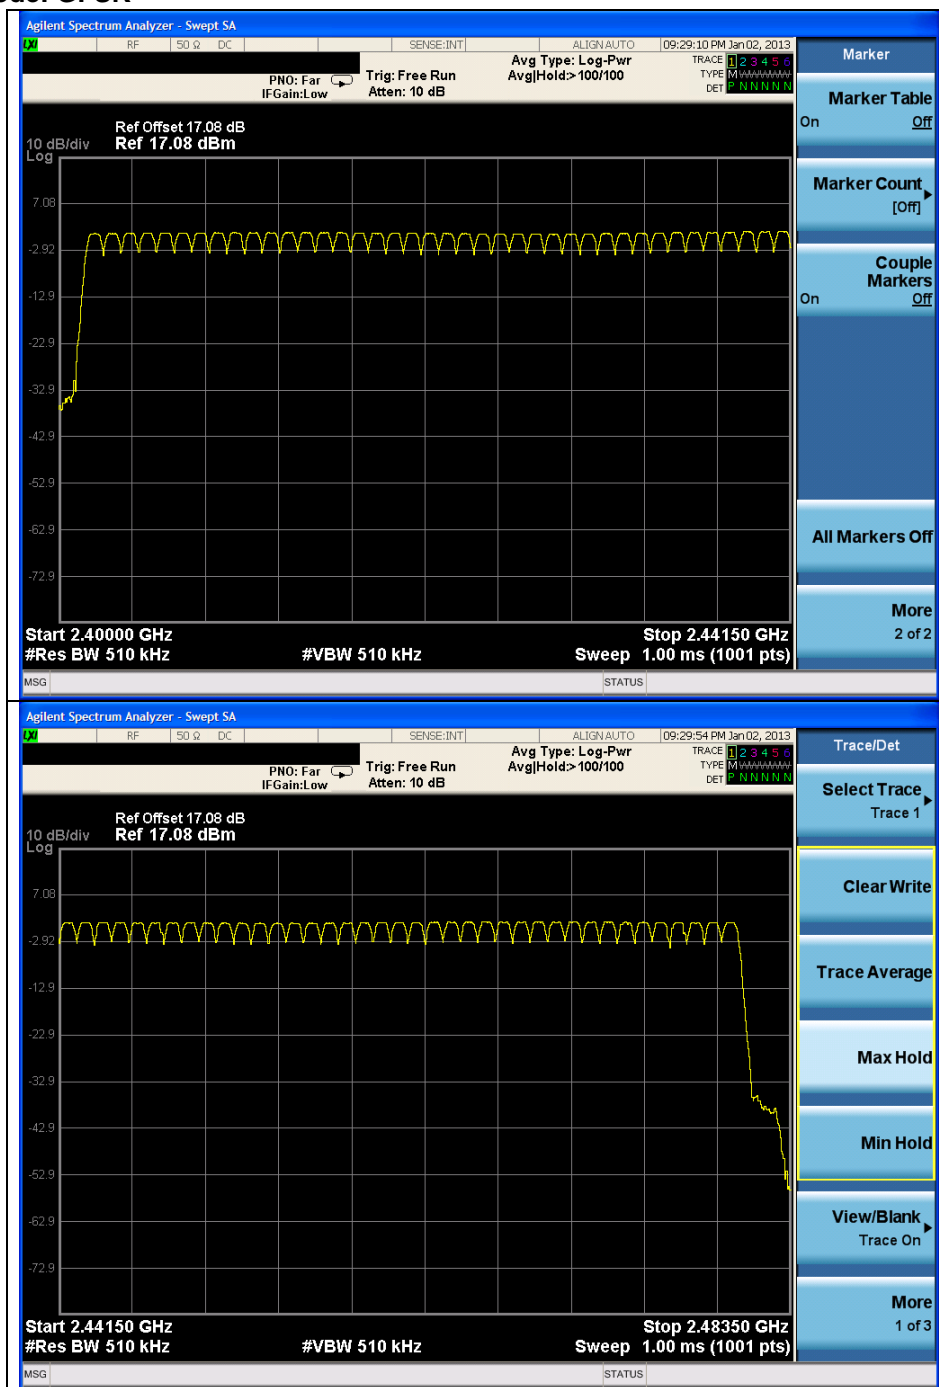 Agilent Spectrum Analyzer - Swept SA
LXI RF 50 Ω DC SENSE:INT ALIGN AUTO 09:29:10 PM Jan 02, 2013
Marker
PNO: Far
IFGain:Low
Trig: Free Run
Atten: 10 dB
Avg Type: Log-Pwr
Avg|Hold:>100/100
TRACE 1 2 3 4 5 6
TYPE M
DET P N N N N N
Marker Table
On Off
Ref Offset 17.08 dB
10 dB/div Ref 17.08 dBm
Log
7.08
-2.92
-12.9
-22.9
-32.9
-42.9
-52.9
-62.9
-72.9
Marker Count
[Off]
Couple
Markers
On Off
All Markers Off
More
2 of 2
Start 2.40000 GHz Stop 2.44150 GHz
#Res BW 510 kHz #VBW 510 kHz Sweep 1.00 ms (1001 pts)
MSG STATUS
Agilent Spectrum Analyzer - Swept SA
LXI RF 50 Ω DC SENSE:INT ALIGN AUTO 09:29:54 PM Jan 02, 2013
Trace/Det
PNO: Far
IFGain:Low
Trig: Free Run
Atten: 10 dB
Avg Type: Log-Pwr
Avg|Hold:>100/100
TRACE 1 2 3 4 5 6
TYPE M
DET P N N N N N
Select Trace
Trace 1
Ref Offset 17.08 dB
10 dB/div Ref 17.08 dBm
Log
7.08
-2.92
-12.9
-22.9
-32.9
-42.9
-52.9
-62.9
-72.9
Clear Write
Trace Average
Max Hold
Min Hold
View/Blank
Trace On
More
1 of 3
Start 2.44150 GHz Stop 2.48350 GHz
#Res BW 510 kHz #VBW 510 kHz Sweep 1.00 ms (1001 pts)
MSG STATUS